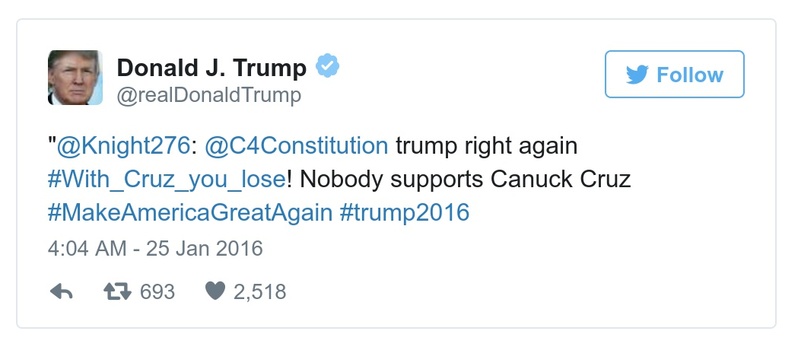 Donald J. Trump
@realDonaldTrump
Follow
"@Knight276: @C4Constitution trump right again
#With_Cruz_you_lose! Nobody supports Canuck Cruz
#MakeAmericaGreatAgain #trump2016
4:04 AM - 25 Jan 2016
693 2,518